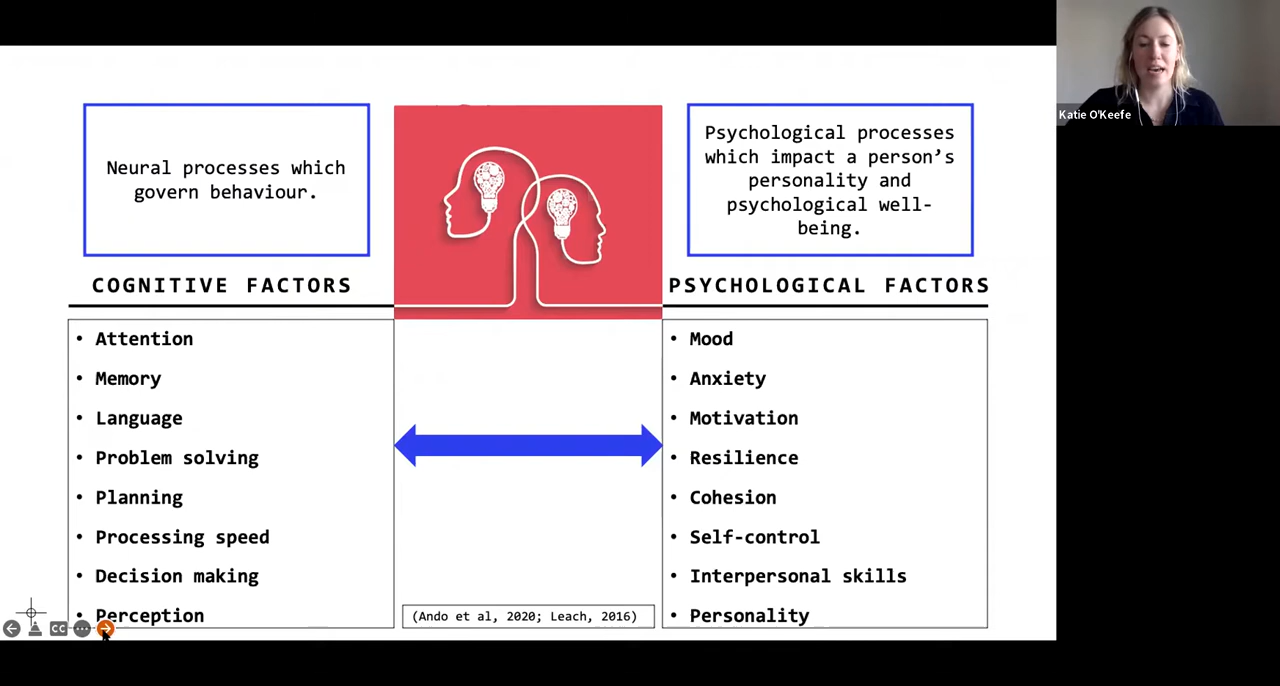 Neural processes which
govern behaviour.
COGNITIVE FACTORS
• Attention
• Memory
• Language
• Problem solving
• Planning
• Processing speed
• Decision making
• Perception
CC
(Ando et al, 2020; Leach, 2016)
Psychological processes
which impact a person’s
personality and
psychological well-
being.
PSYCHOLOGICAL FACTORS
• Mood
• Anxiety
• Motivation
• Resilience
• Cohesion
• Self-control
• Interpersonal skills
• Personality
Katie O'Keefe